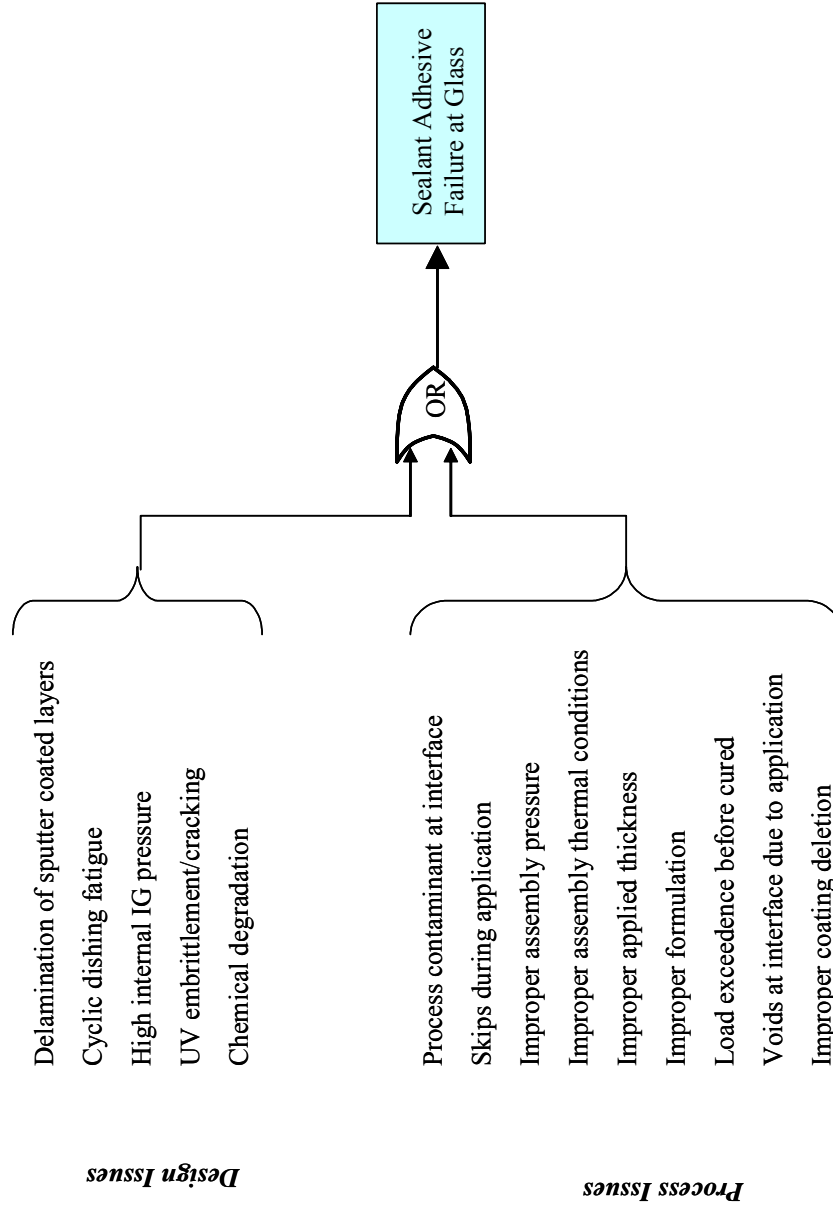 Design Issues
Delamination of sputter coated layers
Cyclic dishing fatigue
High internal IG pressure
UV embrittlement/cracking
Chemical degradation
Process Issues
Process contaminant at interface
Skips during application
Improper assembly pressure
Improper assembly thermal conditions
Improper applied thickness
Improper formulation
Load exceedence before cured
Voids at interface due to application
Improper coating deletion
OR
Sealant Adhesive
Failure at Glass